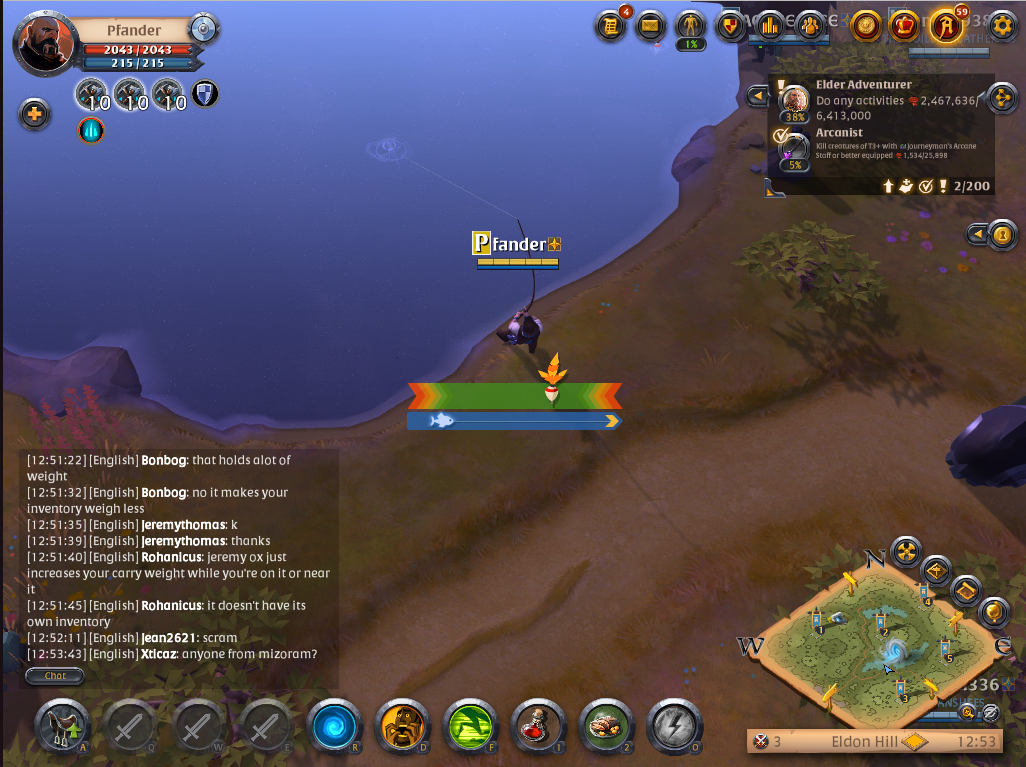 Pfander
2043/2043
215/215
10 10 10
4
1%
59
Elder Adventurer
Do any activities 2,467,636/
6,413,000
38%
Arcanist
Kill creatures of T3+ with Journeyman's Arcane
Staff or better equipped 1,534/25,898
5%
2/200
Pfander
[12:51:22][English] Bonbog: that holds alot of
weight
[12:51:32][English] Bonbog: no it makes your
inventory weigh less
[12:51:35][English] Jeremythomas: k
[12:51:39][English] Jeremythomas: thanks
[12:51:40][English] Rohanicus: jeremy ox just
increases your carry weight while you're on it or near
it
[12:51:45][English] Rohanicus: it doesn't have its
own inventory
[12:52:11][English] Jean2621: scram
[12:53:43][English] Xticaz: anyone from mizoram?
Chat
A Q W E R D F 1 2 O
N
W
E
1
2
3
4
5
.336
3 Eldon Hill 12:53